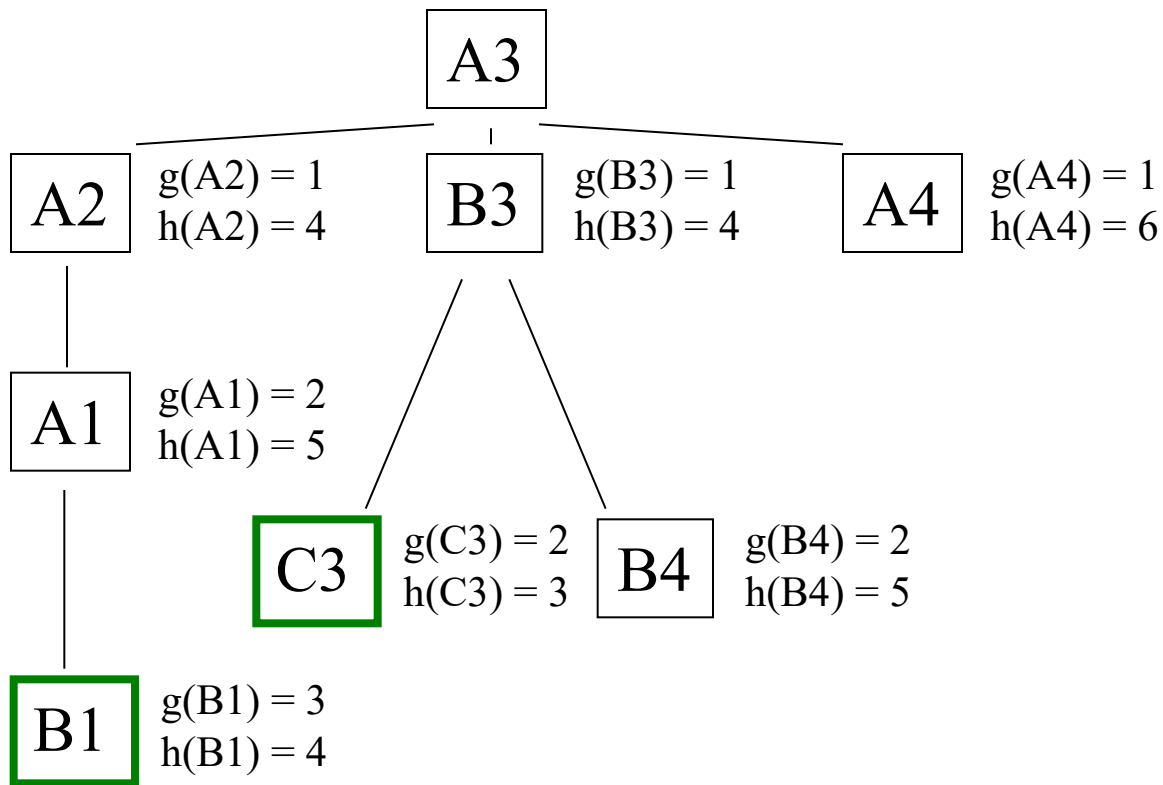 A3
A2
g(A2) = 1
h(A2) = 4
B3
g(B3) = 1
h(B3) = 4
A4
g(A4) = 1
h(A4) = 6
A1
g(A1) = 2
h(A1) = 5
C3
g(C3) = 2
h(C3) = 3
B4
g(B4) = 2
h(B4) = 5
B1
g(B1) = 3
h(B1) = 4